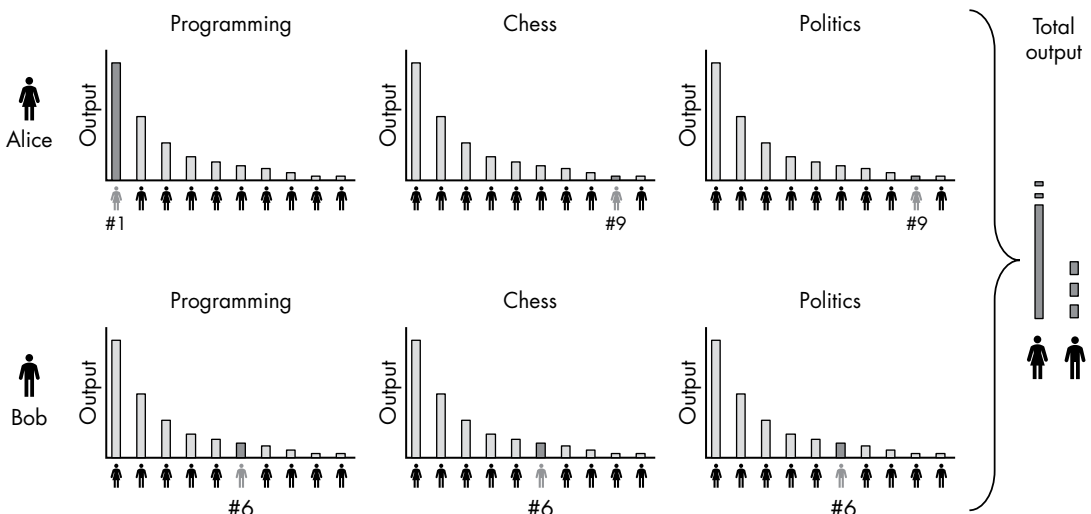 Programming
Chess
Politics
Total
output
Output
Output
Output
Alice
#1
#9
#9
Programming
Chess
Politics
Output
Output
Output
Bob
#6
#6
#6